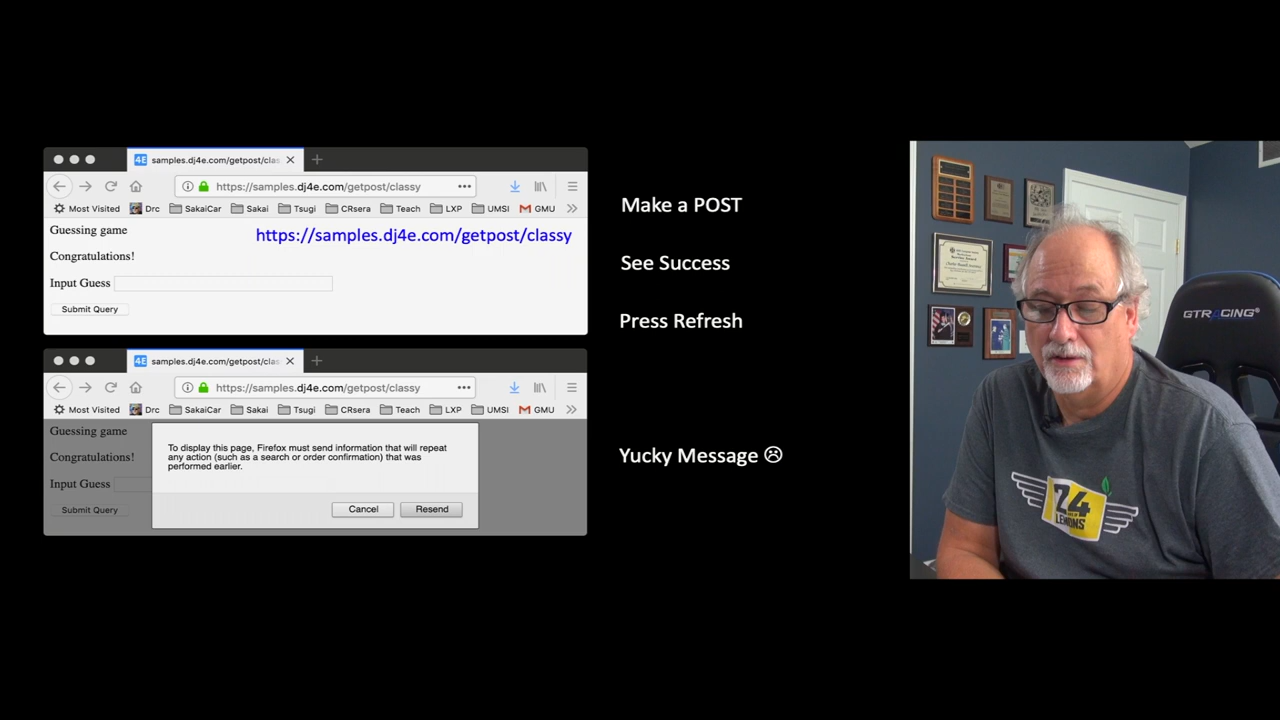 samples.dj4e.com/getpost/clas
https://samples.dj4e.com/getpost/classy
Most Visited Drc SakaiCar Sakai Tsugi CRsera Teach LXP UMSI GMU
Guessing game
https://samples.dj4e.com/getpost/classy
Congratulations!
Input Guess
Submit Query
samples.dj4e.com/getpost/clas
https://samples.dj4e.com/getpost/classy
Most Visited Drc SakaiCar Sakai Tsugi CRsera Teach LXP UMSI GMU
Guessing game
Congratulations!
Input Guess
Submit Query
To display this page, Firefox must send information that will repeat
any action (such as a search or order confirmation) that was
performed earlier.
Cancel Resend
Make a POST
See Success
Press Refresh
Yucky Message ☹
GTRACING
24
LEMONS